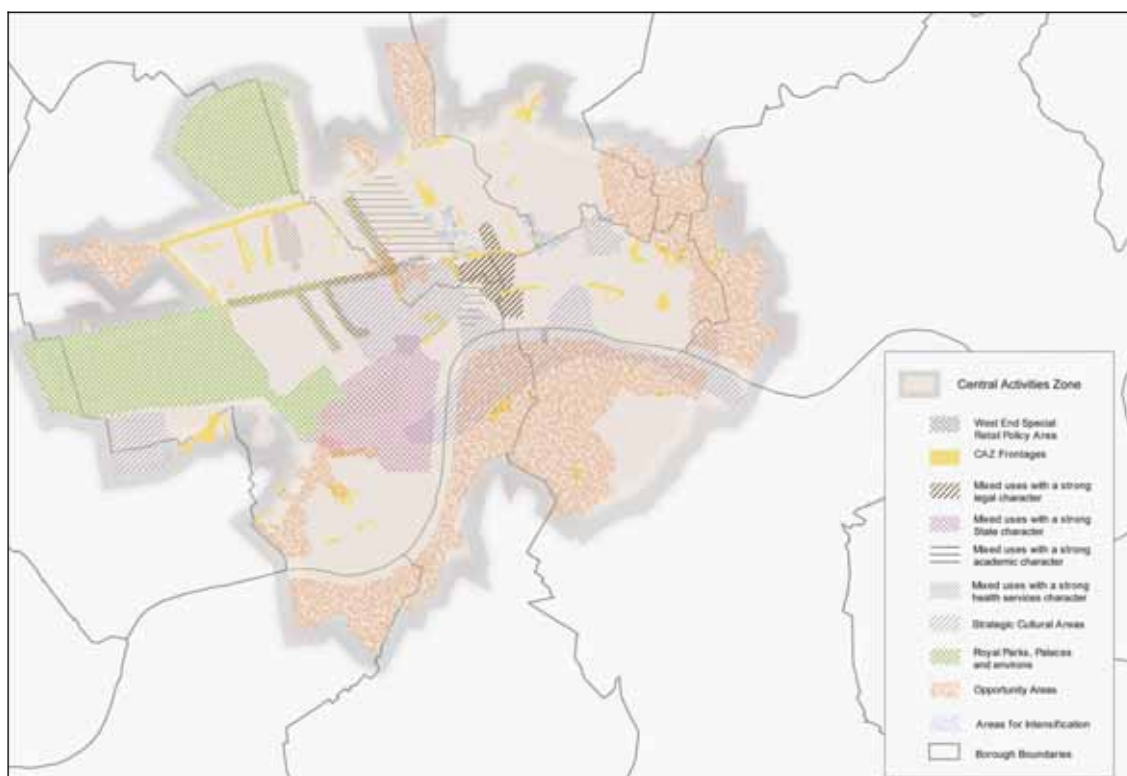 Central Activities Zone
West End Special
Retail Policy Area
CAZ Frontages
Mixed uses with a strong
legal character
Mixed uses with a strong
State character
Mixed uses with a strong
academic character
Mixed uses with a strong
health services character
Strategic Cultural Areas
Royal Parks, Palaces
and environs
Opportunity Areas
Areas for Intensification
Borough Boundaries